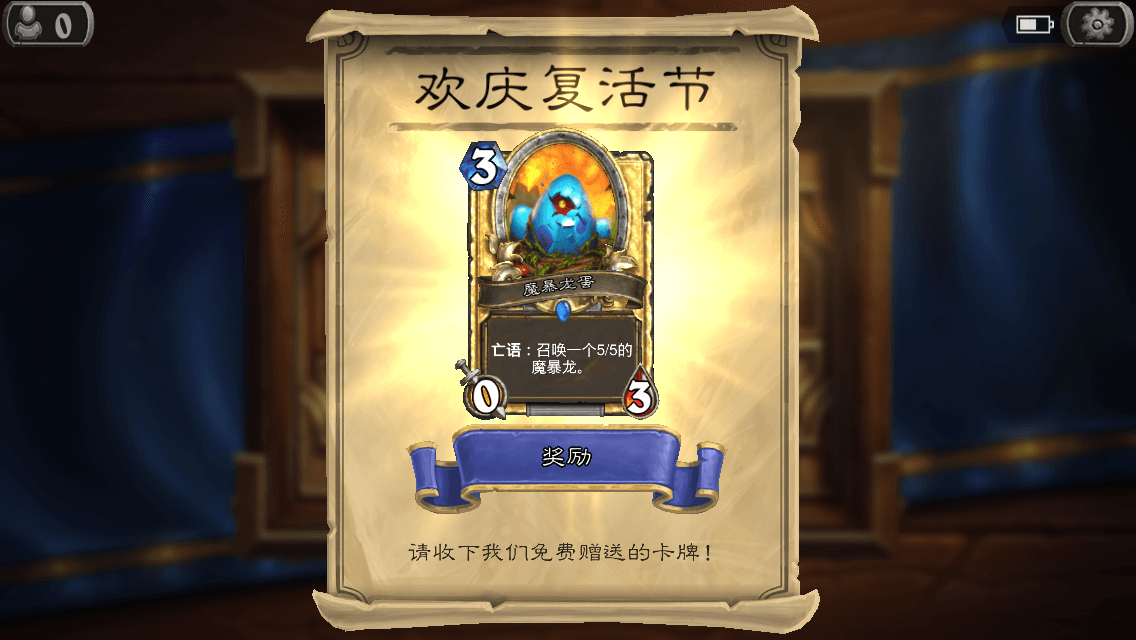 0
欢庆复活节
3
魔暴龙蛋
亡语：召唤一个5/5的
魔暴龙。
0
3
奖励
请收下我们免费赠送的卡牌！